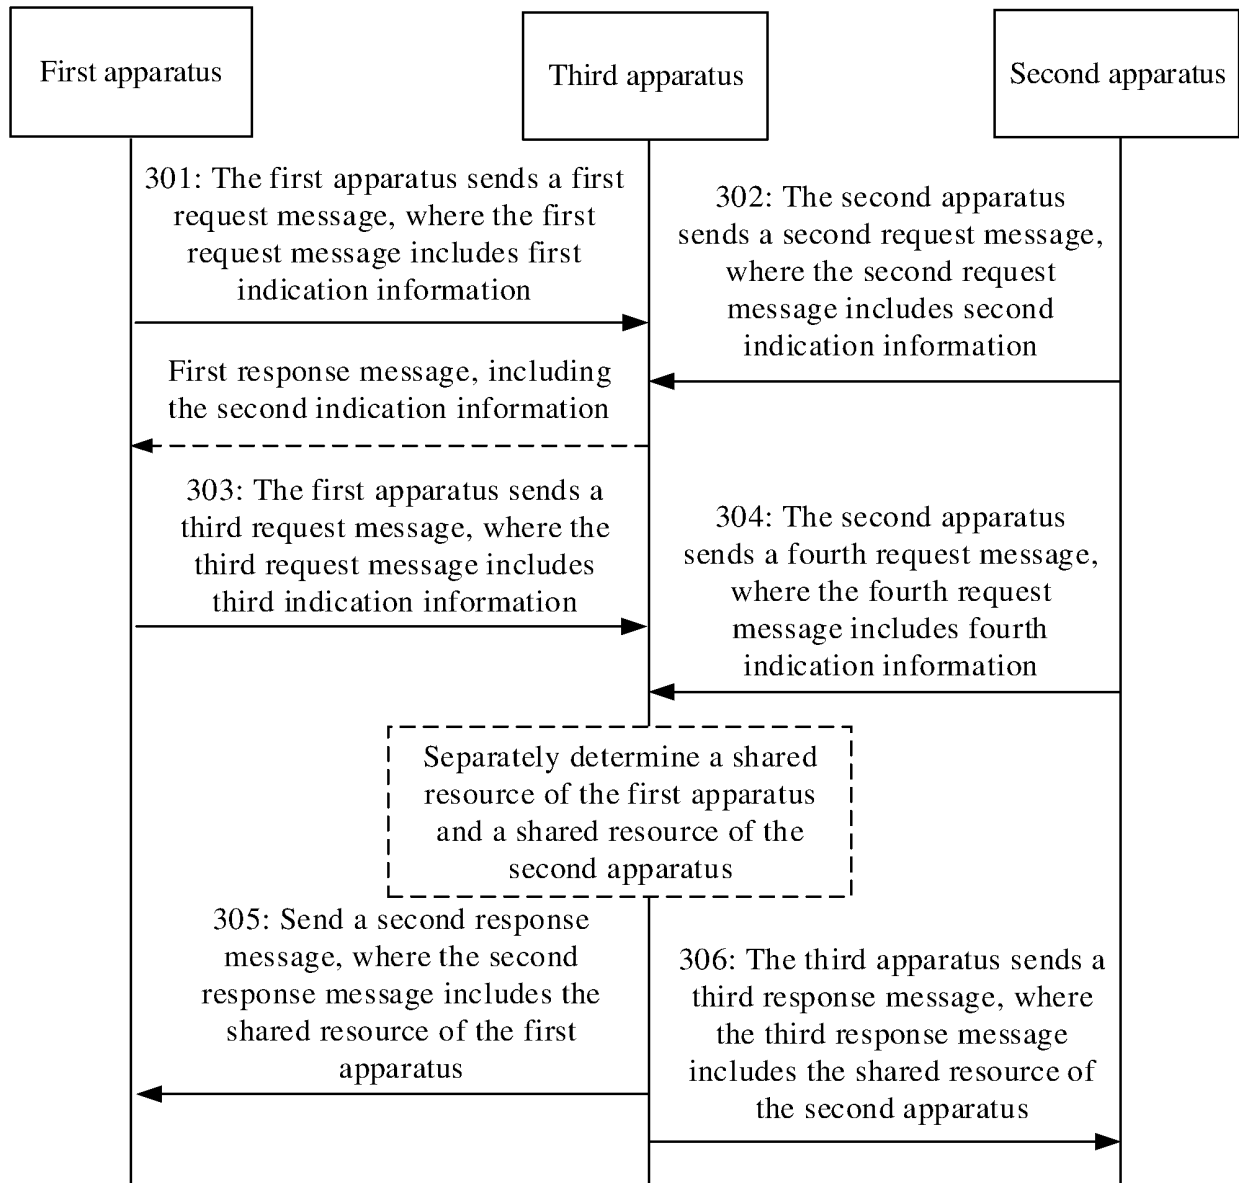 First apparatus
Third apparatus
Second apparatus
301: The first apparatus sends a first
request message, where the first
request message includes first
indication information
302: The second apparatus
sends a second request message,
where the second request
message includes second
indication information
First response message, including
the second indication information
303: The first apparatus sends a
third request message, where the
third request message includes
third indication information
304: The second apparatus
sends a fourth request message,
where the fourth request
message includes fourth
indication information
Separately determine a shared
resource of the first apparatus
and a shared resource of the
second apparatus
305: Send a second response
message, where the second
response message includes the
shared resource of the first
apparatus
306: The third apparatus sends a
third response message, where
the third response message
includes the shared resource of
the second apparatus